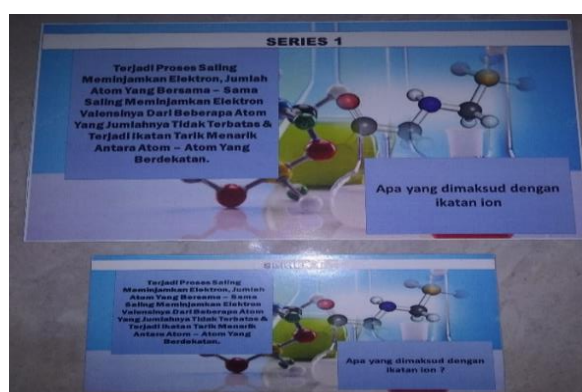 SERIES 1
Terjadi Proses Saling
Meminjamkan Elektron, Jumlah
Atom Yang Bersama – Sama
Saling Meminjamkan Elektron
Valensinya Dari Beberapa Atom
Yang Jumlahnya Tidak Terbatas &
Terjadi Ikatan Tarik Menarik
Antara Atom – Atom Yang
Berdekatan.
Apa yang dimaksud dengan
ikatan ion
Terjadi Proses Saling
Meminjamkan Elektron, Jumlah
Atom Yang Bersama – Sama
Saling Meminjamkan Elektron
Valensinya Dari Beberapa Atom
Yang Jumlahnya Tidak Terbatas &
Terjadi Ikatan Tarik Menarik
Antara Atom – Atom Yang
Berdekatan.
Apa yang dimaksud dengan
ikatan ion ?